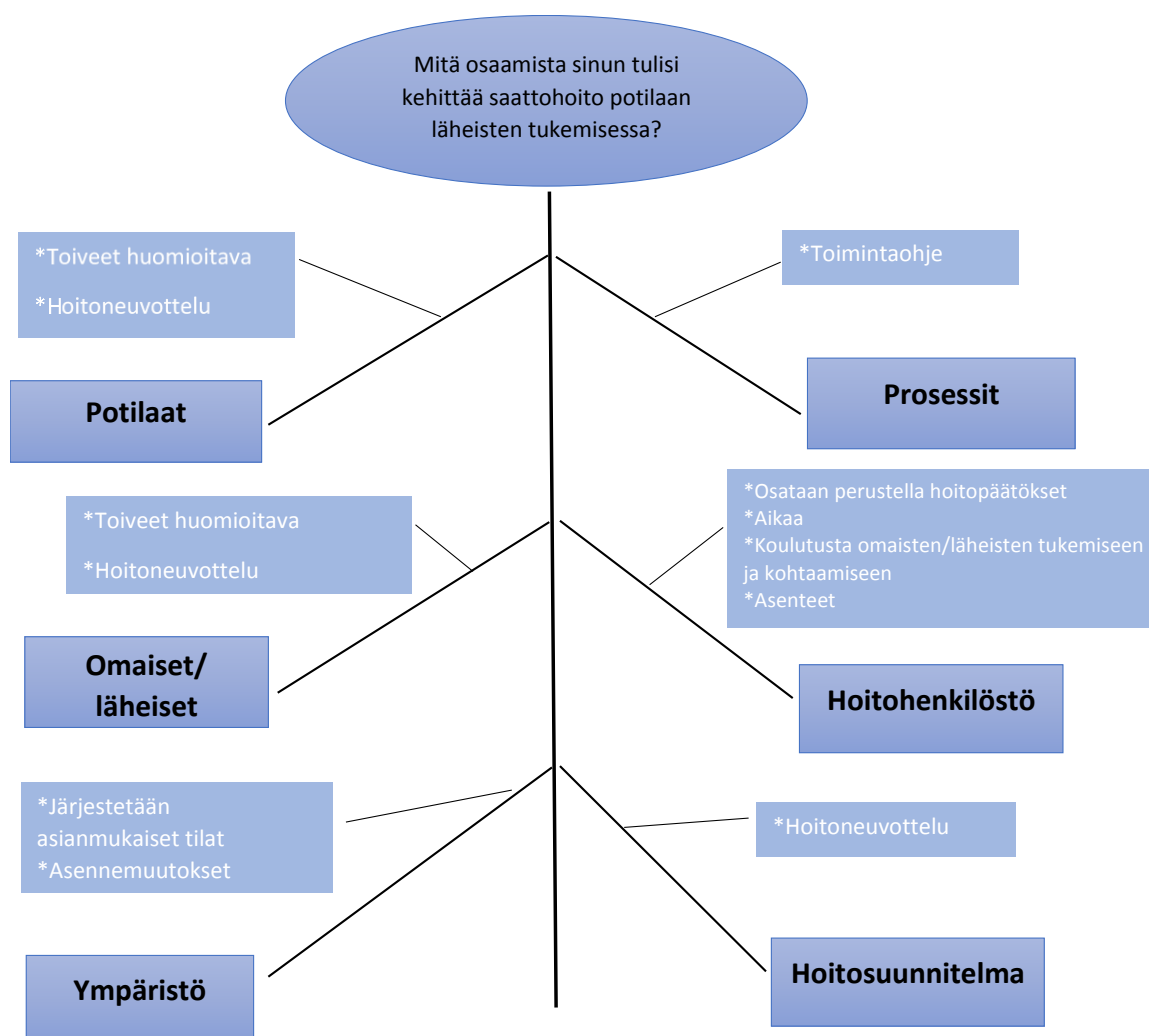 Mitä osaamista sinun tulisi
kehittää saattohoito potilaan
läheisten tukemisessa?
*Toiveet huomioitava
*Hoitoneuvottelu
*Toimintaohje
Potilaat
Prosessit
*Toiveet huomioitava
*Hoitoneuvottelu
*Osataan perustella hoitopäätökset
*Aikaa
*Koulutusta omaisten/läheisten tukemiseen
ja kohtaamiseen
*Asenteet
Omaiset/
läheiset
Hoitohenkilöstö
*Järjestetään
asianmukaiset tilat
*Asennemuutokset
*Hoitoneuvottelu
Ympäristö
Hoitosuunnitelma